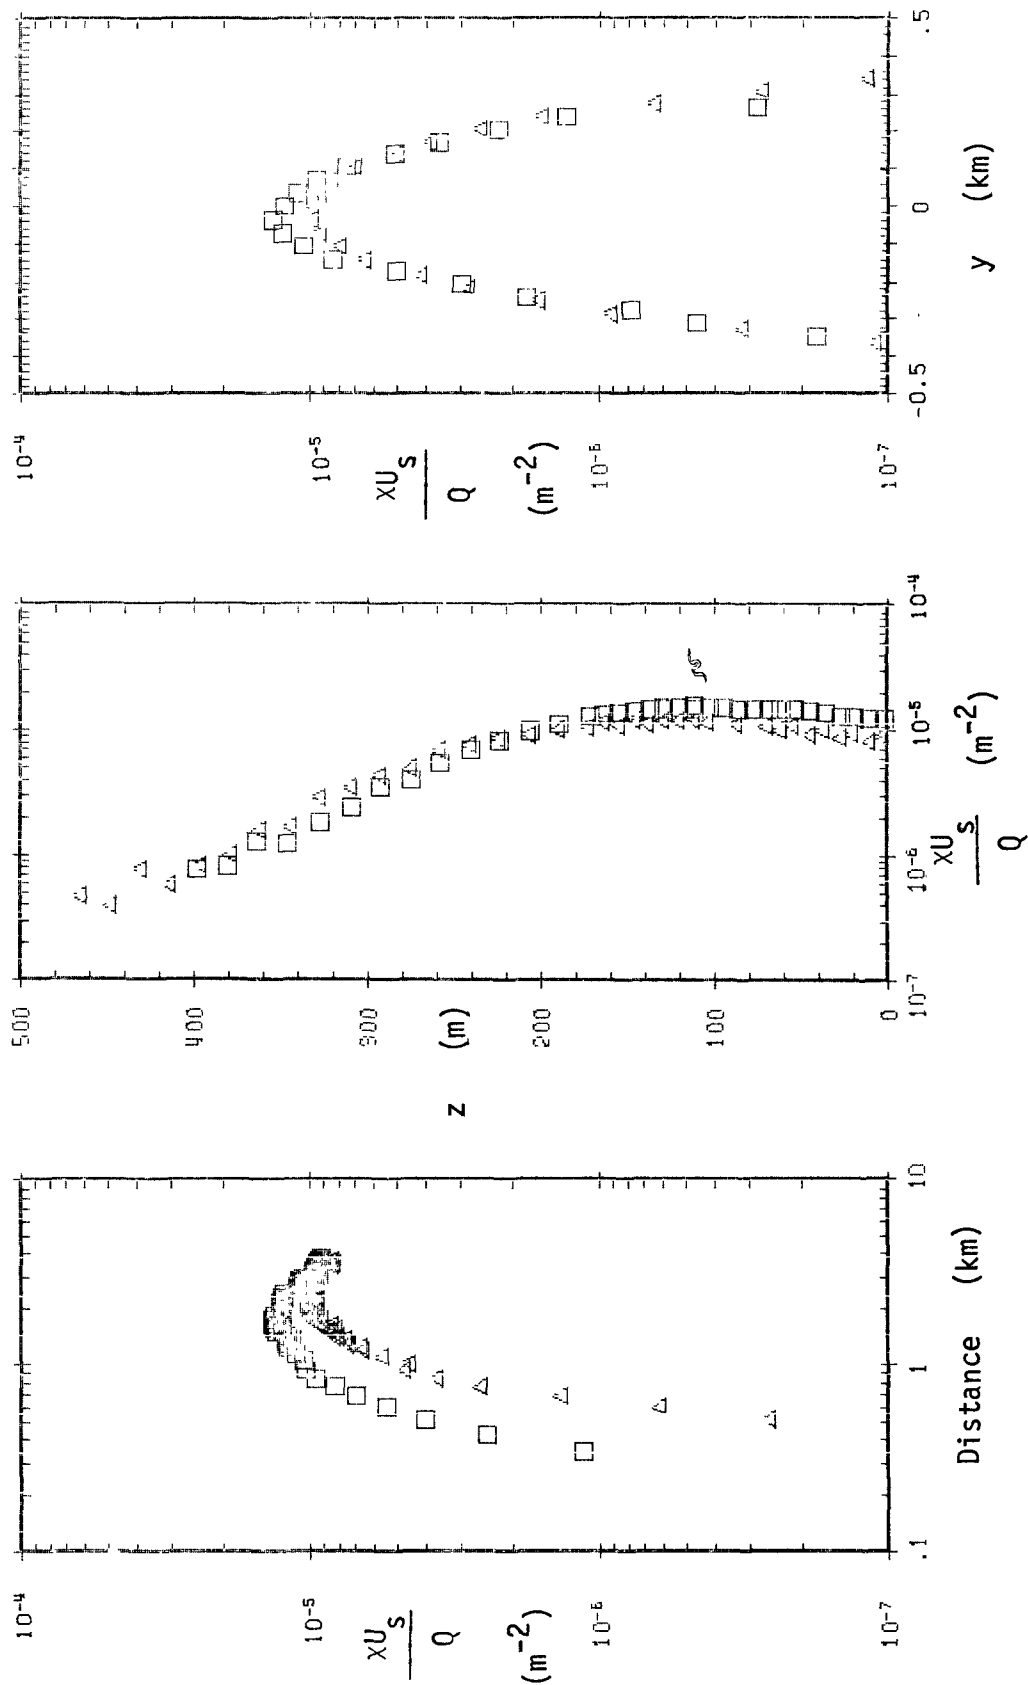 10⁻⁴
10⁻⁵
χU_s
Q
(m⁻²)
10⁻⁶
10⁻⁷
.1
1
10
Distance (km)
500
400
300
(m)
200
100
0
z
10⁻⁷
10⁻⁶
10⁻⁵
10⁻⁴
χU_s
Q
(m⁻²)
10⁻⁴
10⁻⁵
χU_s
Q
(m⁻²)
10⁻⁶
10⁻⁷
-0.5
0
.5
y (km)